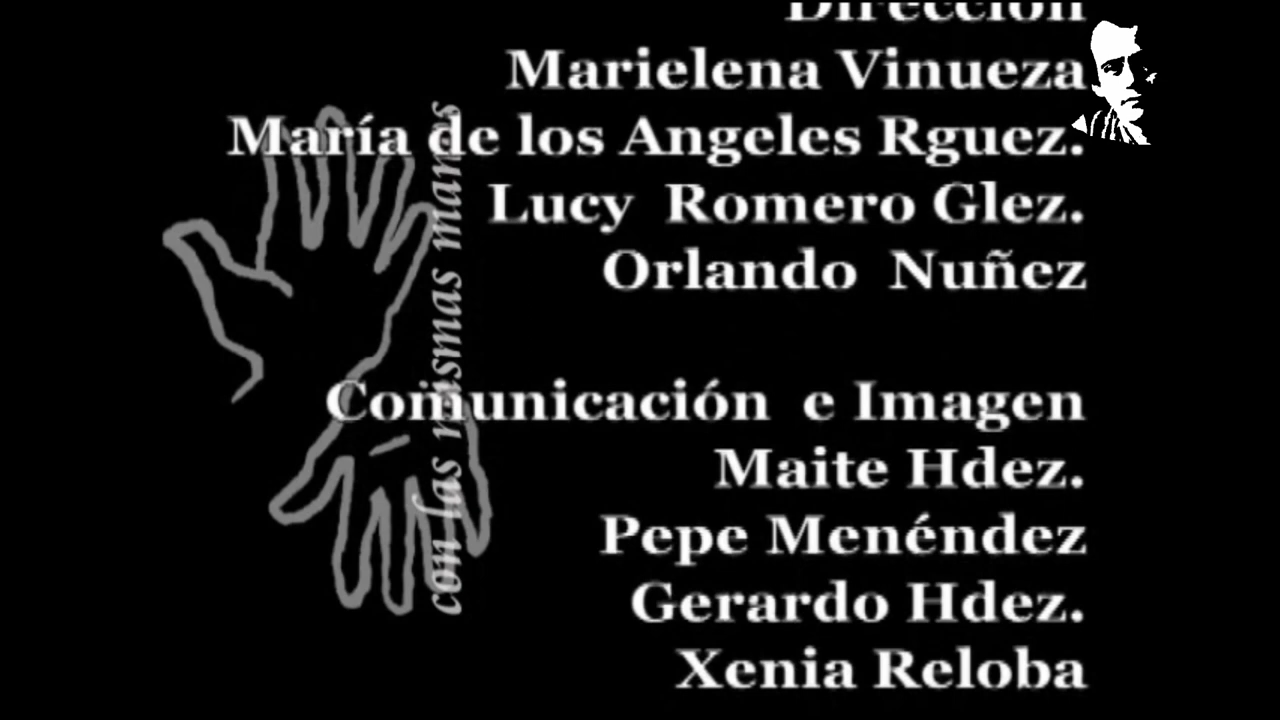 Dirección
Marielena Vinueza
María de los Angeles Rguez.
Lucy Romero Glez.
Orlando Nuñez
Comunicación e Imagen
Maite Hdez.
Pepe Menéndez
Gerardo Hdez.
Xenia Reloba
con las mismas manos